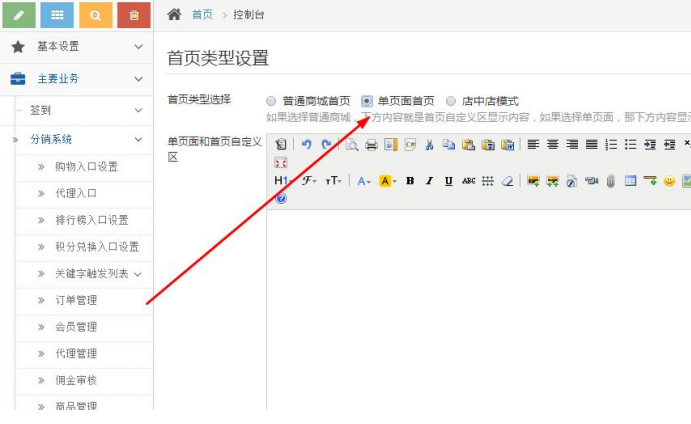 首页 > 控制台
基本设置
主要业务
签到
分销系统
购物入口设置
代理入口
排行榜入口设置
积分兑换入口设置
关键字触发列表
订单管理
会员管理
代理管理
佣金审核
商品管理
首页类型设置
首页类型选择
普通商城首页 单页面首页 店中店模式
如果选择普通商城，下方内容就是首页自定义区显示内容，如果选择单页面，那下方内容显
单页面和首页自定义
区
H1 F T A A B I U ABC